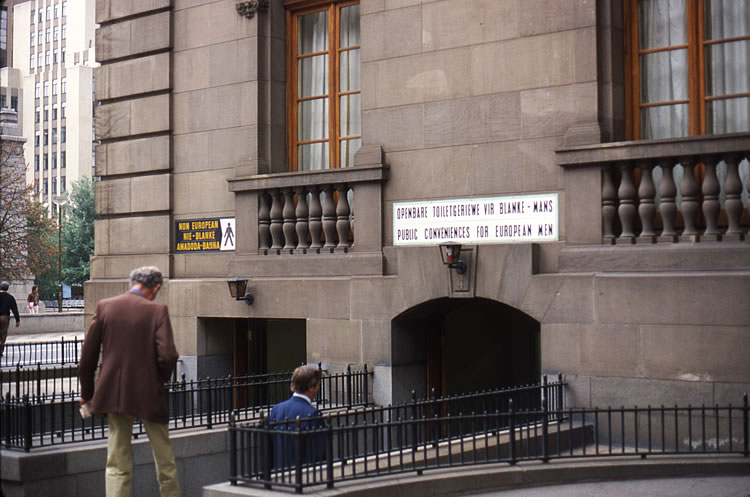 NON EUROPEAN
NIE-BLANKE
AMADODA-BANNA
OPENBARE TOILETGERIEWE VIR BLANKE-MANS
PUBLIC CONVENIENCES FOR EUROPEAN MEN